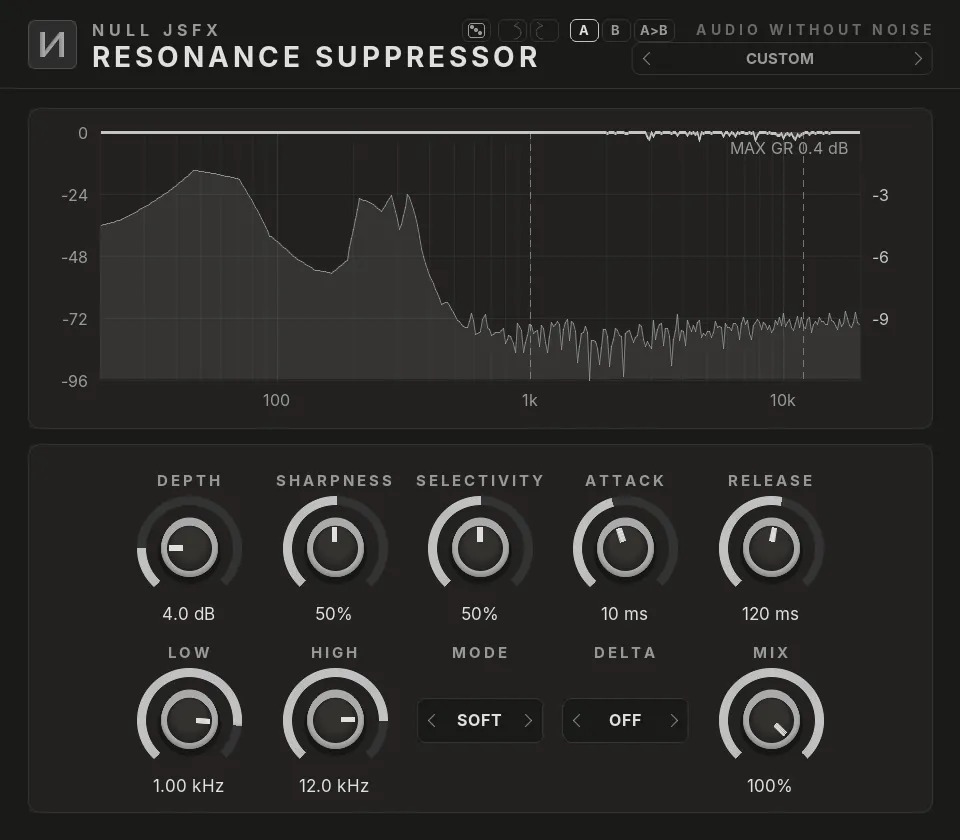 NULL JSFX
A B A>B AUDIO WITHOUT NOISE
RESONANCE SUPPRESSOR
CUSTOM
0
MAX GR 0.4 dB
-24 -3
-48 -6
-72 -9
-96
100 1k 10k
DEPTH SHARPNESS SELECTIVITY ATTACK RELEASE
4.0 dB 50% 50% 10 ms 120 ms
LOW HIGH MODE DELTA MIX
SOFT OFF
1.00 kHz 12.0 kHz 100%